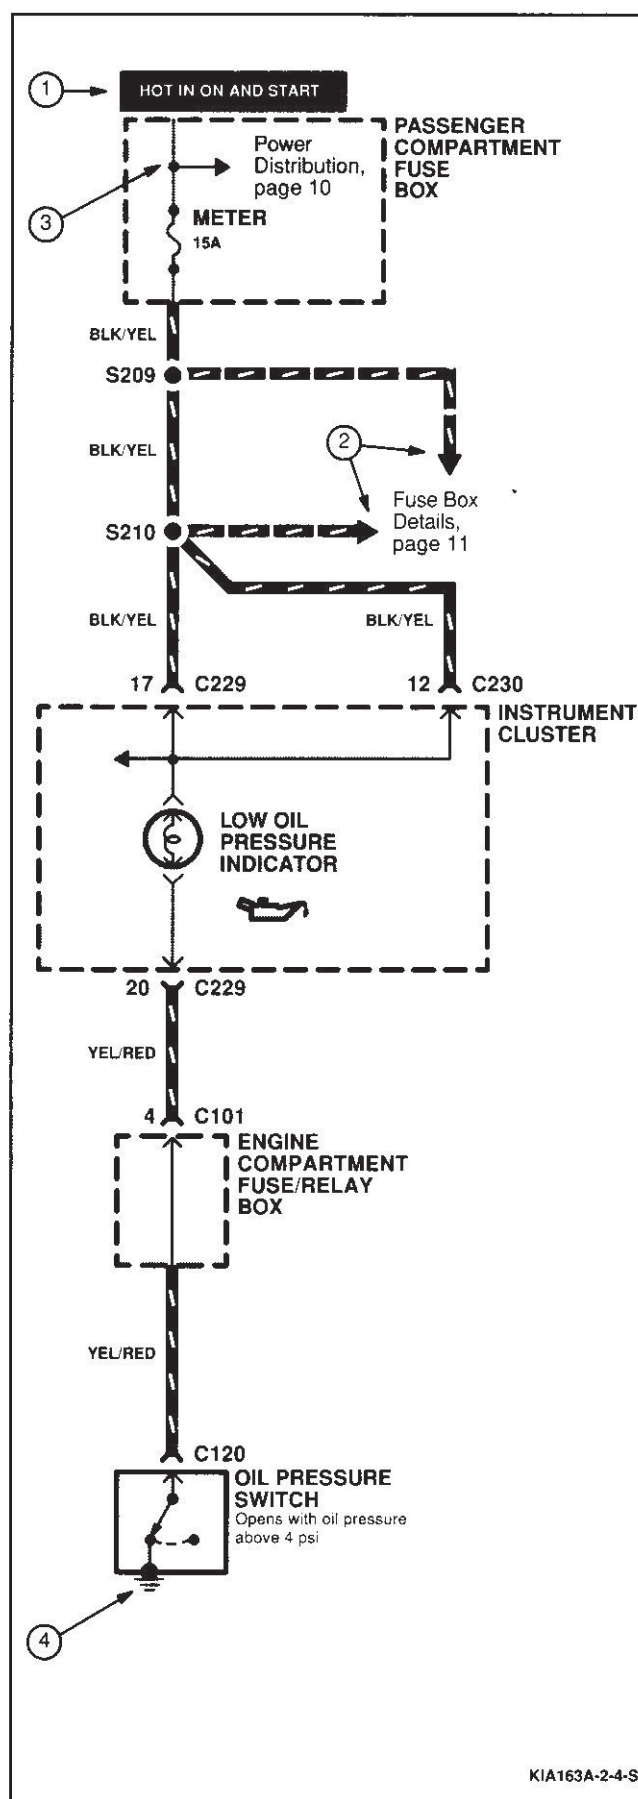 1
HOT IN ON AND START
PASSENGER
COMPARTMENT
FUSE
BOX
Power
Distribution,
page 10
3
METER
15A
BLK/YEL
S209
BLK/YEL
2
Fuse Box
Details,
page 11
S210
BLK/YEL
BLK/YEL
17 C229
12 C230
INSTRUMENT
CLUSTER
LOW OIL
PRESSURE
INDICATOR
20 C229
YEL/RED
4 C101
ENGINE
COMPARTMENT
FUSE/RELAY
BOX
YEL/RED
C120
OIL PRESSURE
SWITCH
Opens with oil pressure
above 4 psi
4
KIA163A-2-4-S